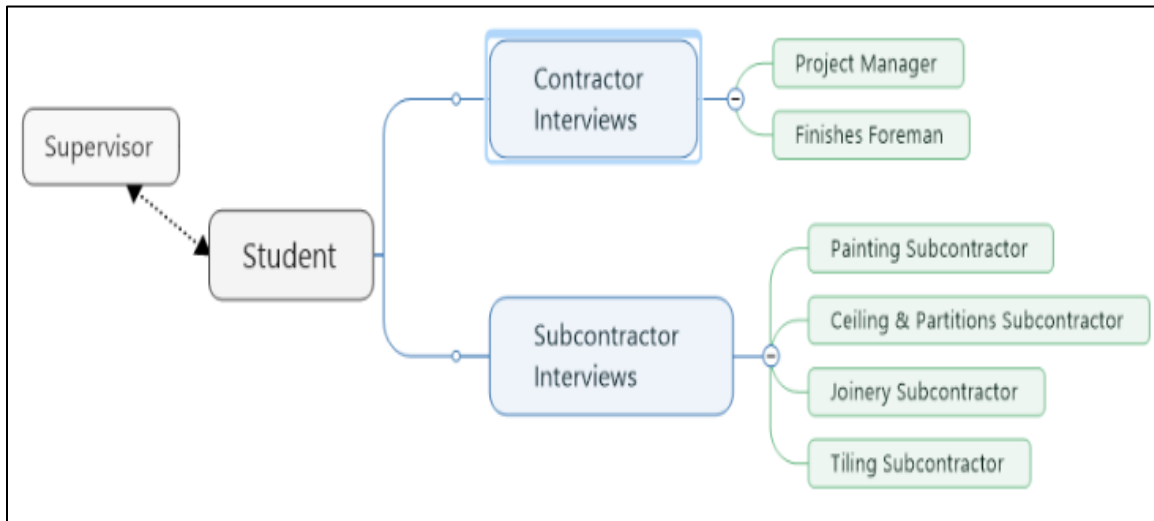 Supervisor
Student
Contractor
Interviews
Project Manager
Finishes Foreman
Subcontractor
Interviews
Painting Subcontractor
Ceiling & Partitions Subcontractor
Joinery Subcontractor
Tiling Subcontractor